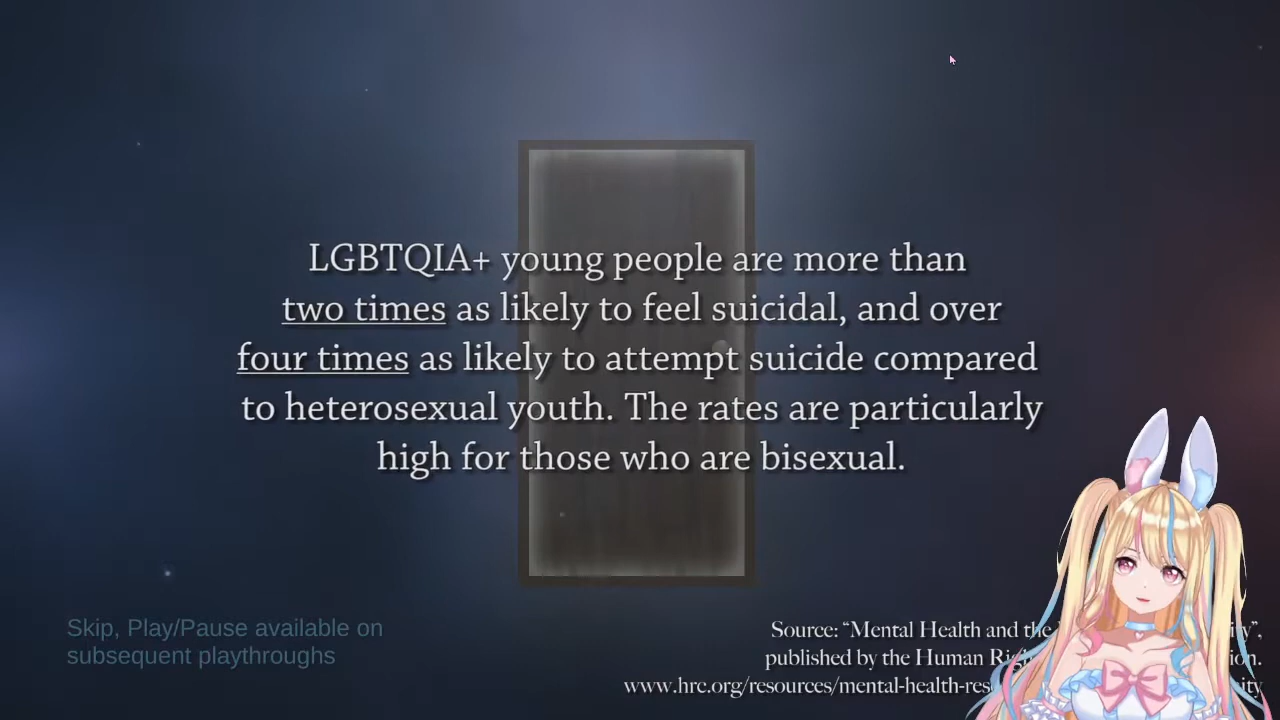 LGBTQIA+ young people are more than
two times as likely to feel suicidal, and over
four times as likely to attempt suicide compared
to heterosexual youth. The rates are particularly
high for those who are bisexual.
Skip, Play/Pause available on
subsequent playthroughs
Source: “Mental Health and the
published by the Human
www.hrc.org/resources/mental-health-res